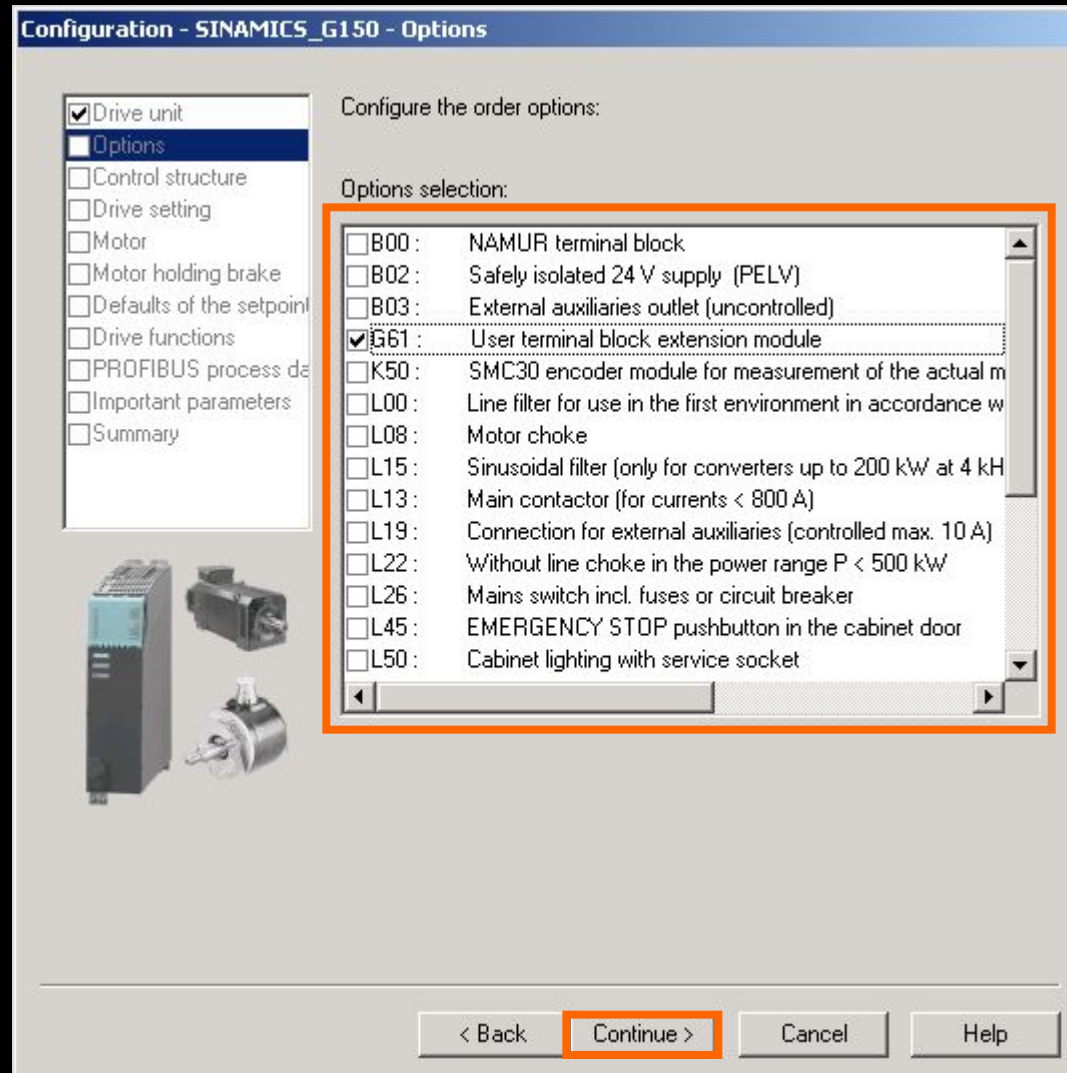 Configuration - SINAMICS_G150 - Options
Drive unit
Options
Control structure
Drive setting
Motor
Motor holding brake
Defaults of the setpoint
Drive functions
PROFIBUS process da
Important parameters
Summary
Configure the order options:
Options selection:
B00 : NAMUR terminal block
B02 : Safely isolated 24 V supply (PELV)
B03 : External auxiliaries outlet (uncontrolled)
G61 : User terminal block extension module
K50 : SMC30 encoder module for measurement of the actual m
L00 : Line filter for use in the first environment in accordance w
L08 : Motor choke
L15 : Sinusoidal filter (only for converters up to 200 kW at 4 kH
L13 : Main contactor (for currents < 800 A)
L19 : Connection for external auxiliaries (controlled max. 10 A)
L22 : Without line choke in the power range P < 500 kW
L26 : Mains switch incl. fuses or circuit breaker
L45 : EMERGENCY STOP pushbutton in the cabinet door
L50 : Cabinet lighting with service socket
< Back Continue > Cancel Help